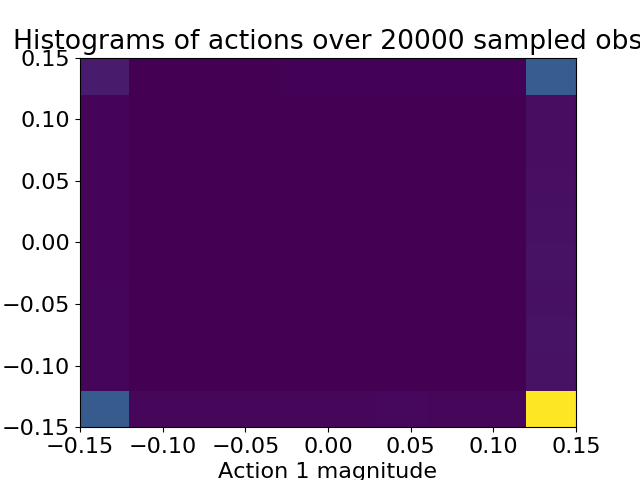 Histograms of actions over 20000 sampled obs
0.15
0.10
0.05
0.00
−0.05
−0.10
−0.15
−0.15 −0.10 −0.05 0.00 0.05 0.10 0.15
Action 1 magnitude